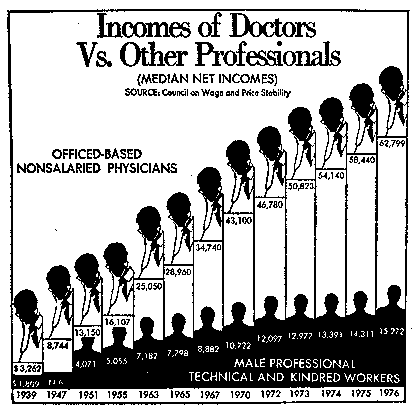 Incomes of Doctors
Vs. Other Professionals
(MEDIAN NET INCOMES)
SOURCE: Council on Wage and Price Stability
OFFICED-BASED
NONSALARIED PHYSICIANS
$3,262
8,744
13,150
16,107
25,050
28,960
34,740
43,100
46,780
50,823
54,140
58,440
62,799
$1,809
N.A.
4,071
5,055
7,182
7,798
8,882
10,722
12,097
12,977
13,391
14,311
15,272
MALE PROFESSIONAL
TECHNICAL AND KINDRED WORKERS
1939 1947 1951 1955 1963 1965 1967 1970 1972 1973 1974 1975 1976